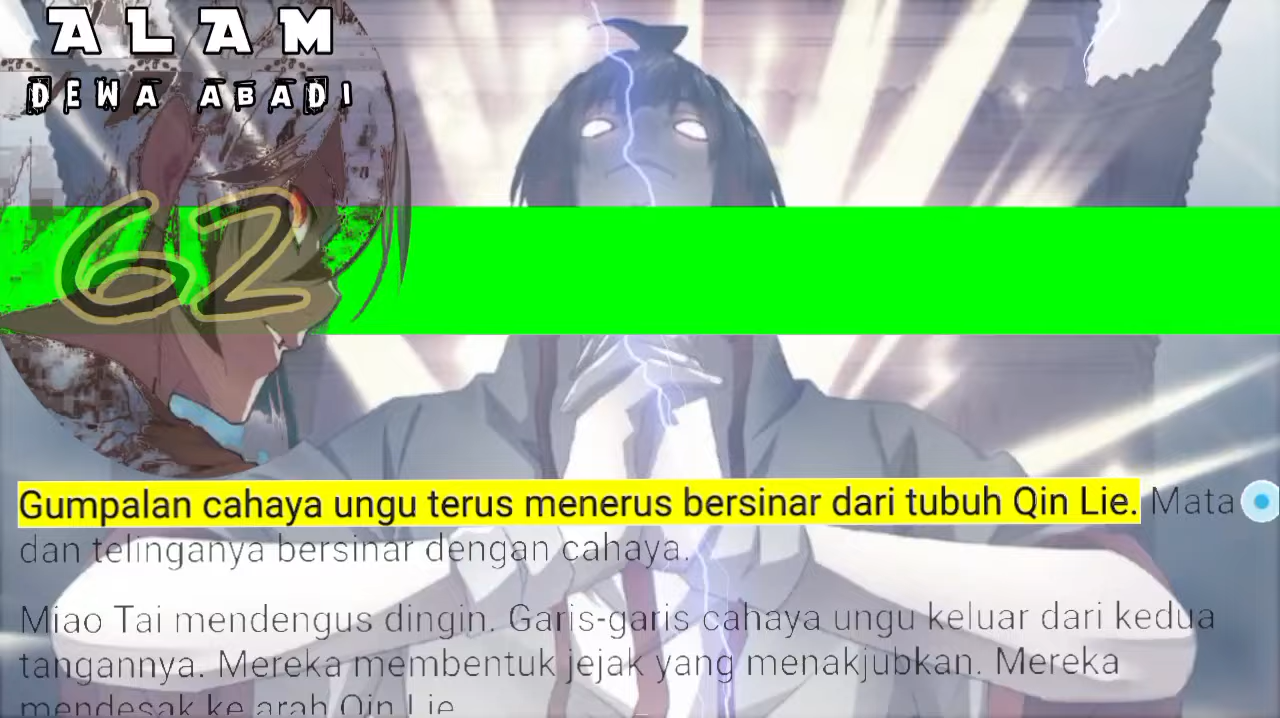 ALAM
DEWA ABADI
62
Gumpalan cahaya ungu terus menerus bersinar dari tubuh Qin Lie. Mata
dan telinganya bersinar dengan cahaya.
Miao Tai mendengus dingin. Garis-garis cahaya ungu keluar dari kedua
tangannya. Mereka membentuk jejak yang menakjubkan. Mereka
mendesak ke arah Qin Lie